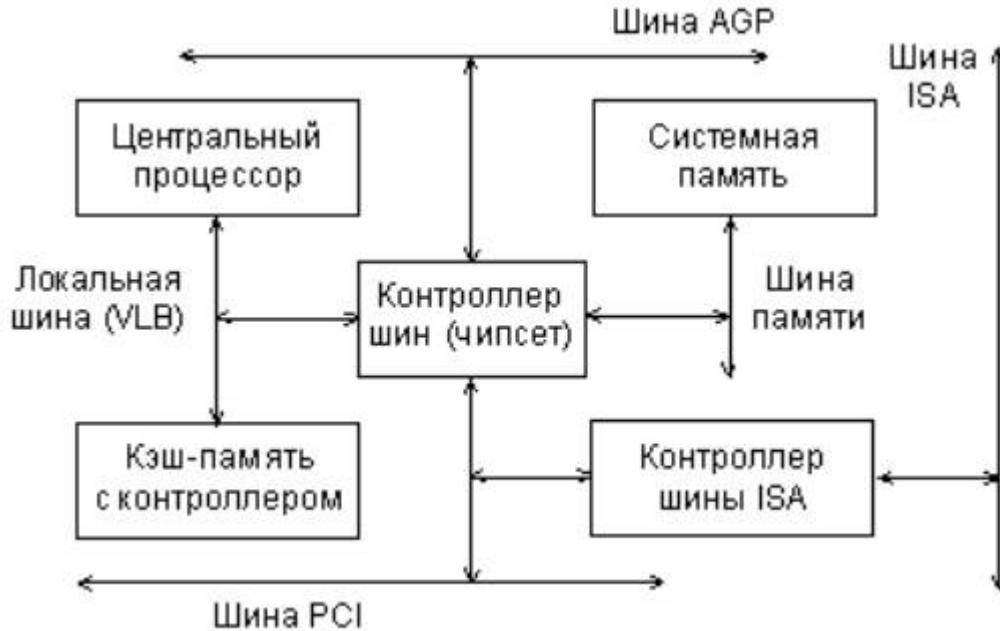 Шина AGP
Шина
ISA
Центральный
процессор
Системная
память
Локальная
шина (VLB)
Контроллер
шин (чипсет)
Шина
памяти
Кэш-память
с контроллером
Контроллер
шины ISA
Шина PCI